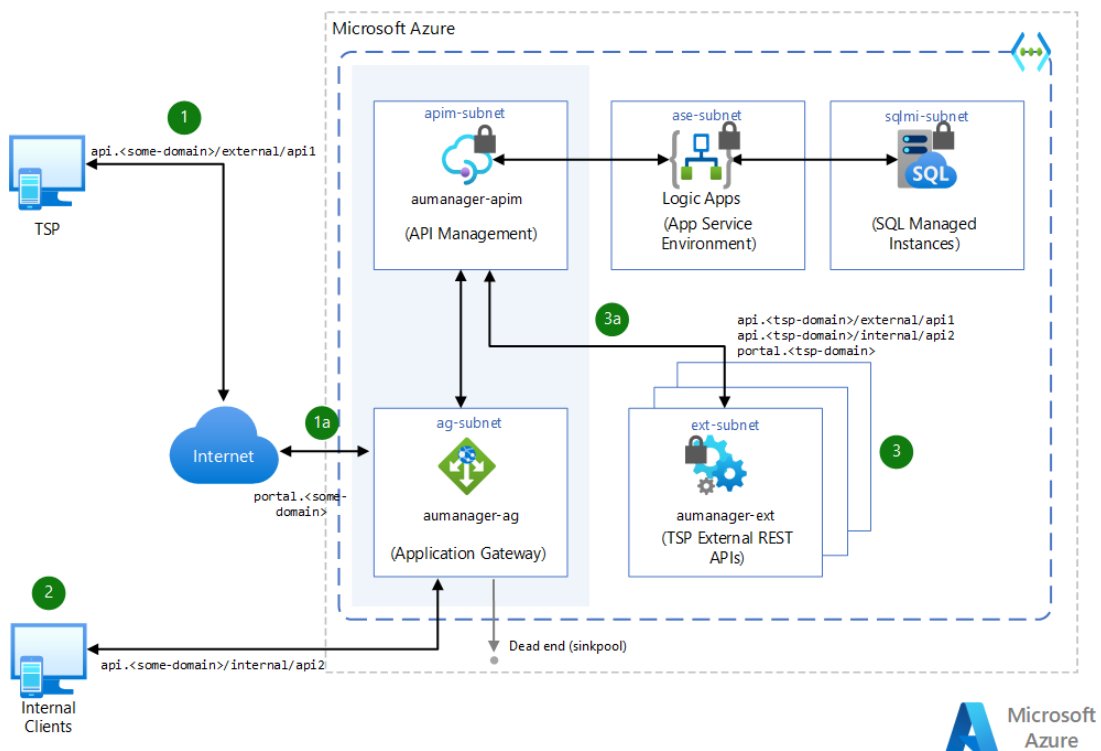 Microsoft Azure
1
api.<some-domain>/external/api1
TSP
apim-subnet
aumanager-apim
(API Management)
ase-subnet
Logic Apps
(App Service
Environment)
sqlmi-subnet
SQL
(SQL Managed
Instances)
3a
api.<tsp-domain>/external/api1
api.<tsp-domain>/internal/api2
portal.<tsp-domain>
Internet
1a
portal.<some-
domain>
ag-subnet
aumanager-ag
(Application Gateway)
ext-subnet
aumanager-ext
(TSP External REST
APIs)
3
2
api.<some-domain>/internal/api2
Internal
Clients
Dead end (sinkpool)
Microsoft
Azure